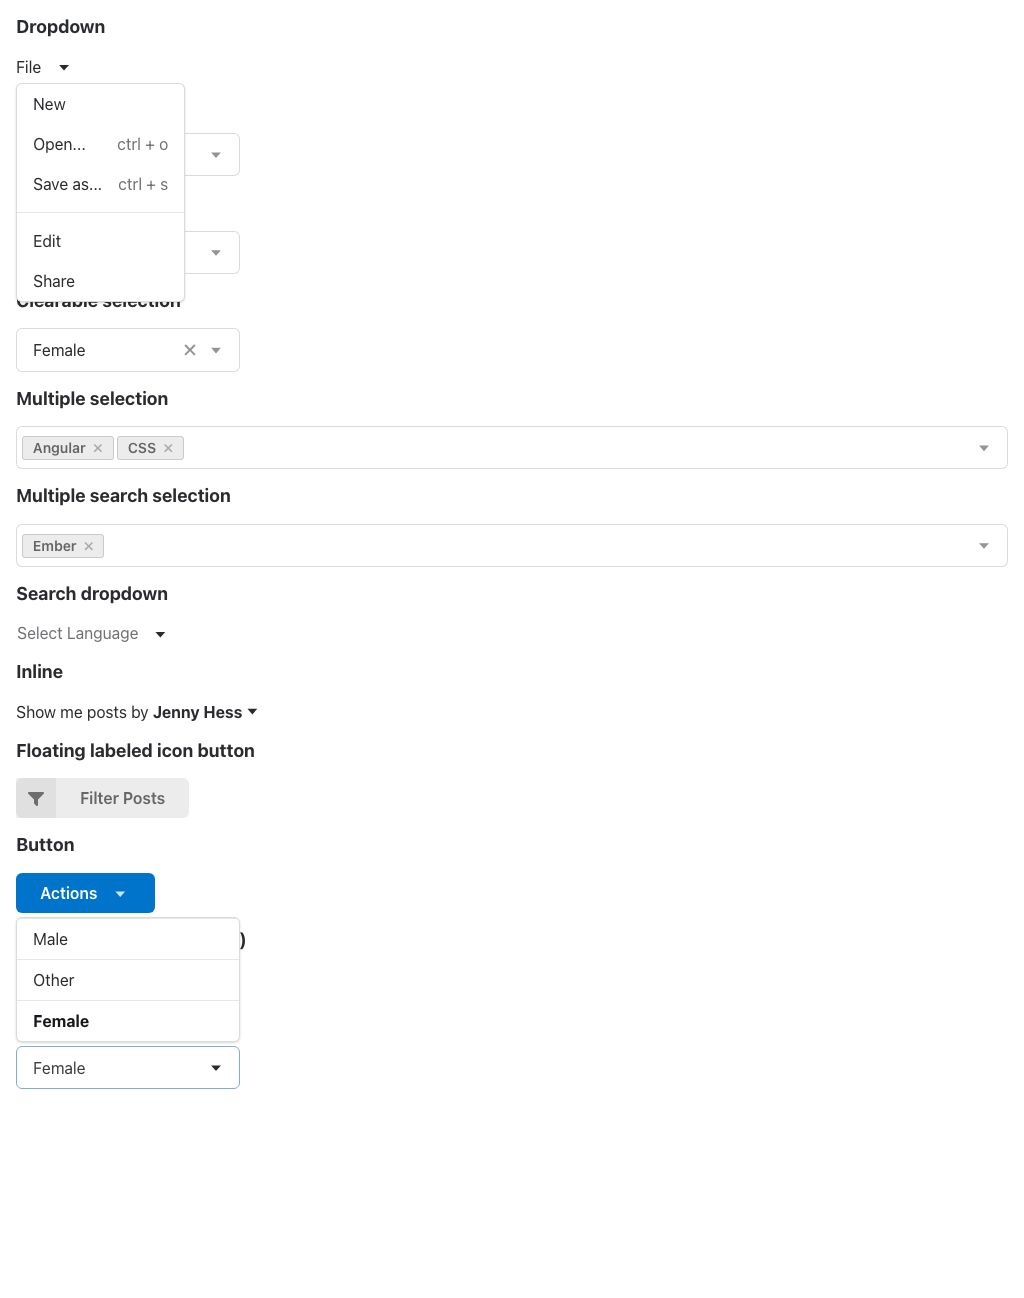 Dropdown
File
New
Open... ctrl + o
Save as... ctrl + s
Edit
Share
Clearable selection
Female
Multiple selection
Angular CSS
Multiple search selection
Ember
Search dropdown
Select Language
Inline
Show me posts by Jenny Hess
Floating labeled icon button
Filter Posts
Button
Actions
)
Male
Other
Female
Female